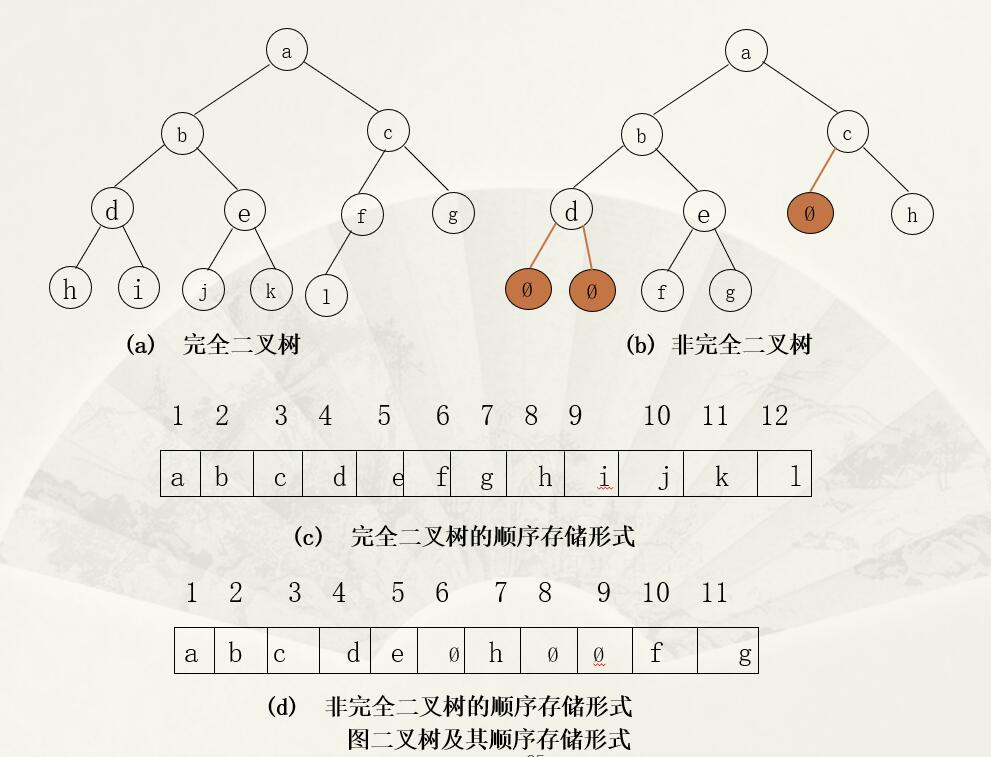 a a
b c b c
d e f g d e Ø h
h i j k l Ø Ø f g
(a) 完全二叉树 (b) 非完全二叉树
1 2 3 4 5 6 7 8 9 10 11 12
a b c d e f g h i j k l
(c) 完全二叉树的顺序存储形式
1 2 3 4 5 6 7 8 9 10 11
a b c d e Ø h Ø Ø f g
(d) 非完全二叉树的顺序存储形式
图二叉树及其顺序存储形式